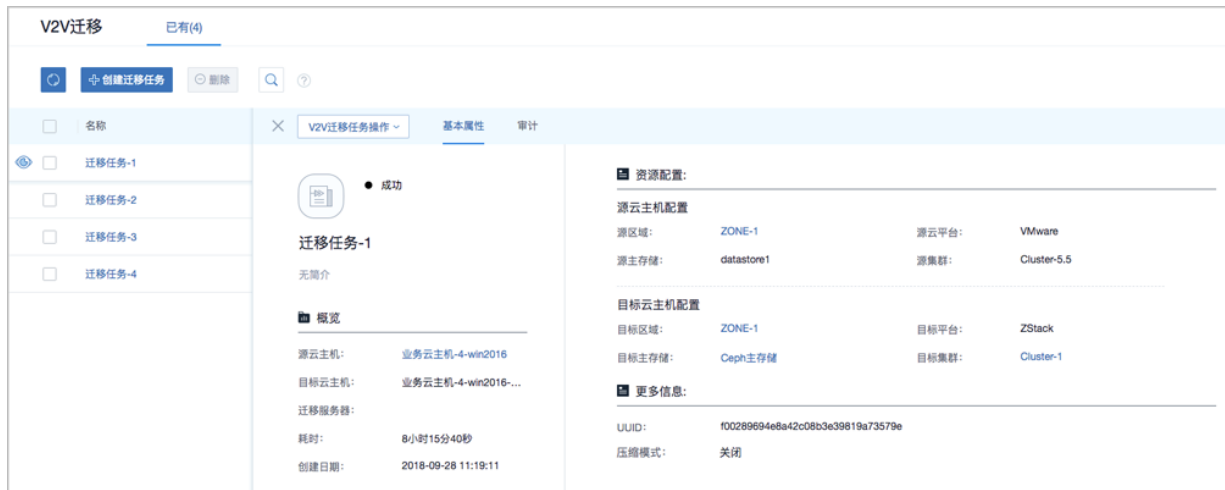 V2V迁移 已有(4)
创建迁移任务 删除
名称
迁移任务-1
迁移任务-2
迁移任务-3
迁移任务-4
V2V迁移任务操作 基本属性 审计
成功
迁移任务-1
无简介
概览
源云主机: 业务云主机-4-win2016
目标云主机: 业务云主机-4-win2016-...
迁移服务器:
耗时: 8小时15分40秒
创建日期: 2018-09-28 11:19:11
资源配置:
源云主机配置
源区域: ZONE-1 源云平台: VMware
源主存储: datastore1 源集群: Cluster-5.5
目标云主机配置
目标区域: ZONE-1 目标平台: ZStack
目标主存储: Ceph主存储 目标集群: Cluster-1
更多信息:
UUID: f00289694e8a42c08b3e39819a73579e
压缩模式: 关闭